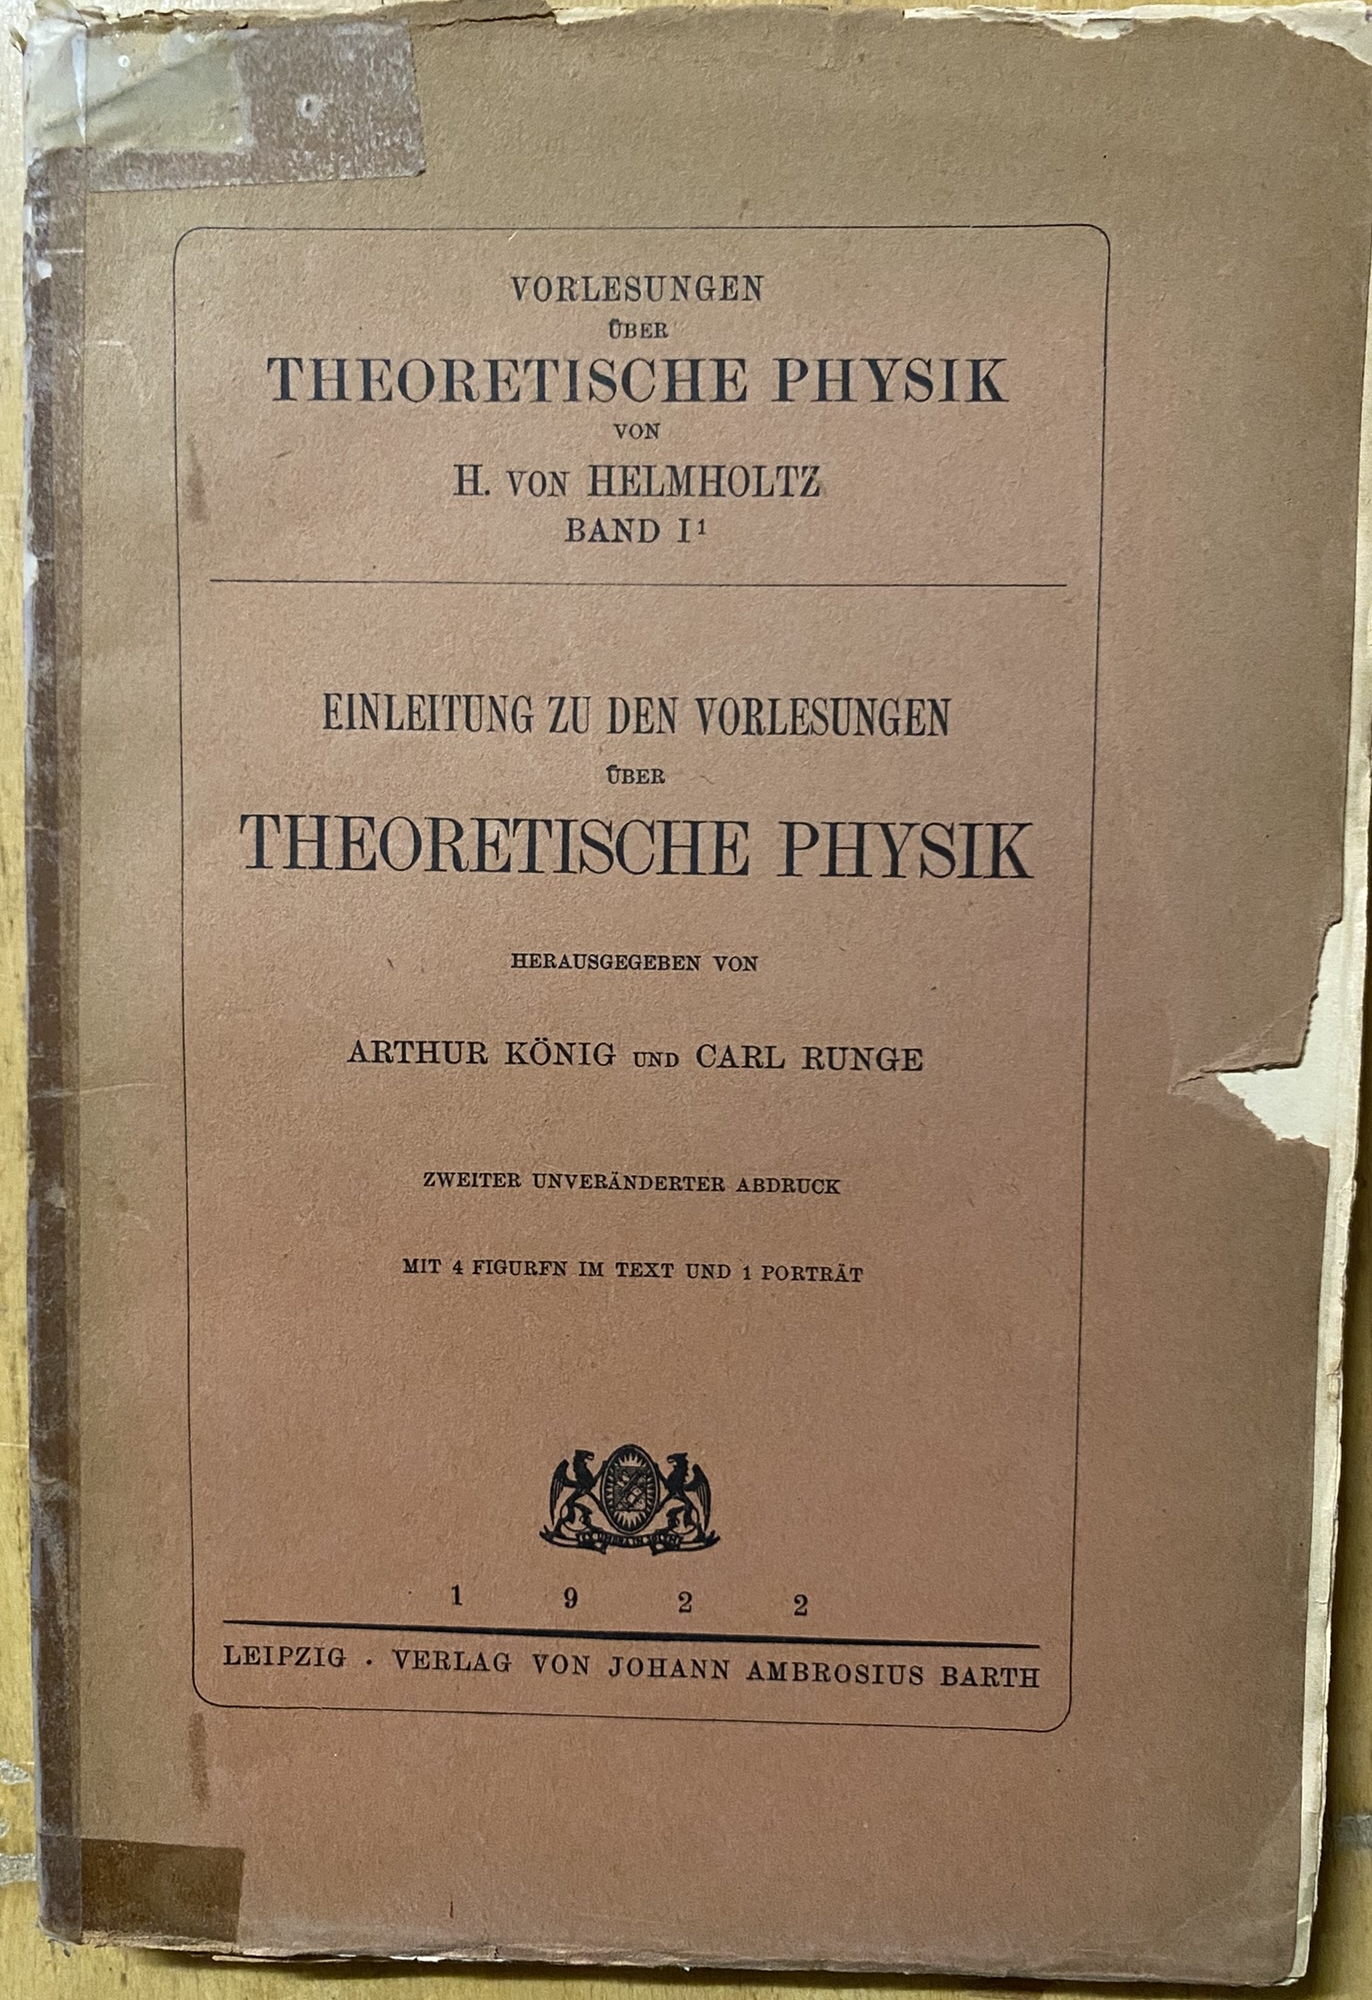 VORLESUNGEN
ÜBER
THEORETISCHE PHYSIK
VON
H. VON HELMHOLTZ
BAND I¹
EINLEITUNG ZU DEN VORLESUNGEN
ÜBER
THEORETISCHE PHYSIK
HERAUSGEGEBEN VON
ARTHUR KÖNIG UND CARL RUNGE
ZWEITER UNVERÄNDERTER ABDRUCK
MIT 4 FIGURFN IM TEXT UND 1 PORTRÄT
1 9 2 2
LEIPZIG . VERLAG VON JOHANN AMBROSIUS BARTH